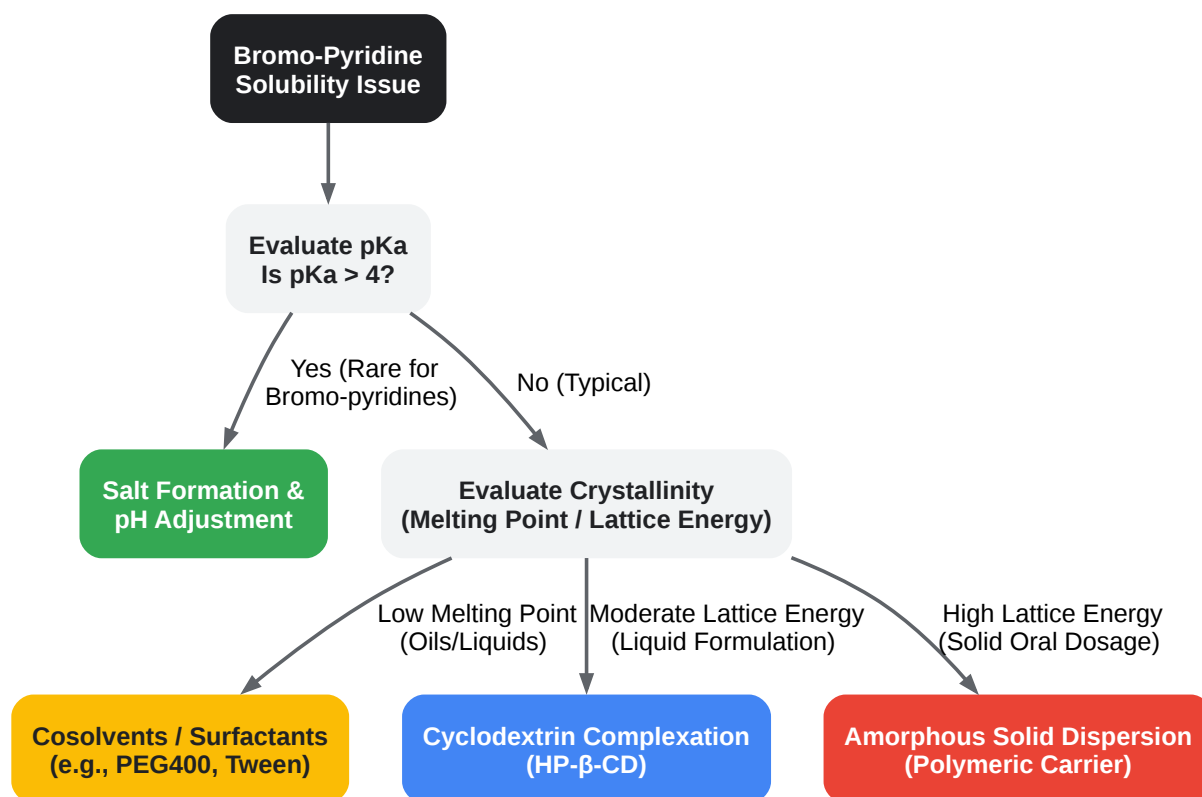 Bromo-Pyridine
Solubility Issue
Evaluate pKa
Is pKa > 4?
Yes (Rare for
Bromo-pyridines)
No (Typical)
Salt Formation &
pH Adjustment
Evaluate Crystallinity
(Melting Point / Lattice Energy)
Low Melting Point
(Oils/Liquids)
Moderate Lattice Energy
(Liquid Formulation)
High Lattice Energy
(Solid Oral Dosage)
Cosolvents / Surfactants
(e.g., PEG400, Tween)
Cyclodextrin Complexation
(HP-β-CD)
Amorphous Solid Dispersion
(Polymeric Carrier)